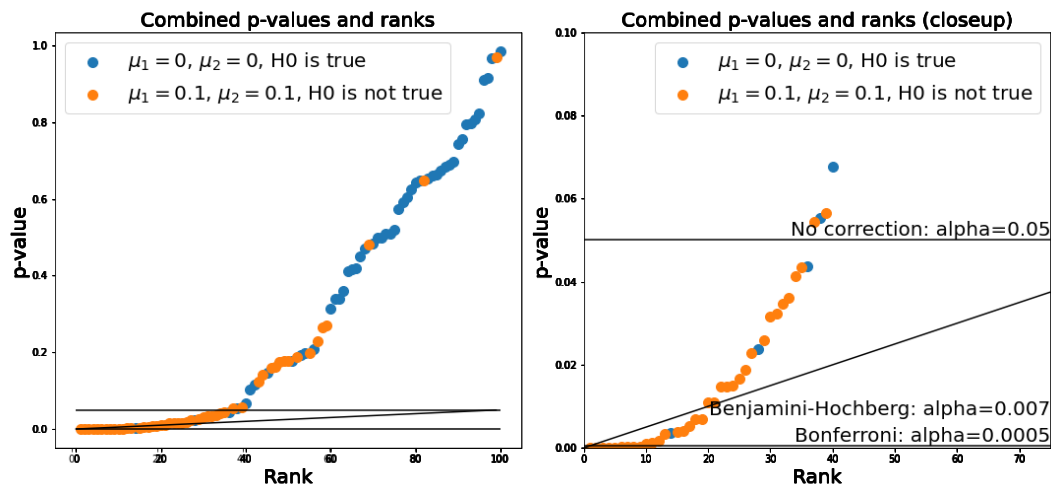 Combined p-values and ranks
μ1 = 0, μ2 = 0, H0 is true
μ1 = 0.1, μ2 = 0.1, H0 is not true
1.0
0.8
0.6
0.4
0.2
0.0
p-value
0 20 40 60 80 100
Rank
Combined p-values and ranks (closeup)
μ1 = 0, μ2 = 0, H0 is true
μ1 = 0.1, μ2 = 0.1, H0 is not true
0.10
0.08
0.06
0.04
0.02
0.00
p-value
No correction: alpha=0.05
Benjamini-Hochberg: alpha=0.007
Bonferroni: alpha=0.0005
0 10 20 30 40 50 60 70
Rank